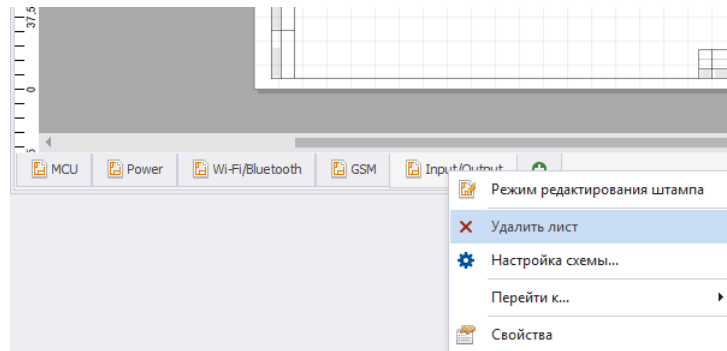 37,5
0
MCU
Power
Wi-Fi/Bluetooth
GSM
Input/Output
Режим редактирования штампа
Удалить лист
Настройка схемы...
Перейти к...
Свойства